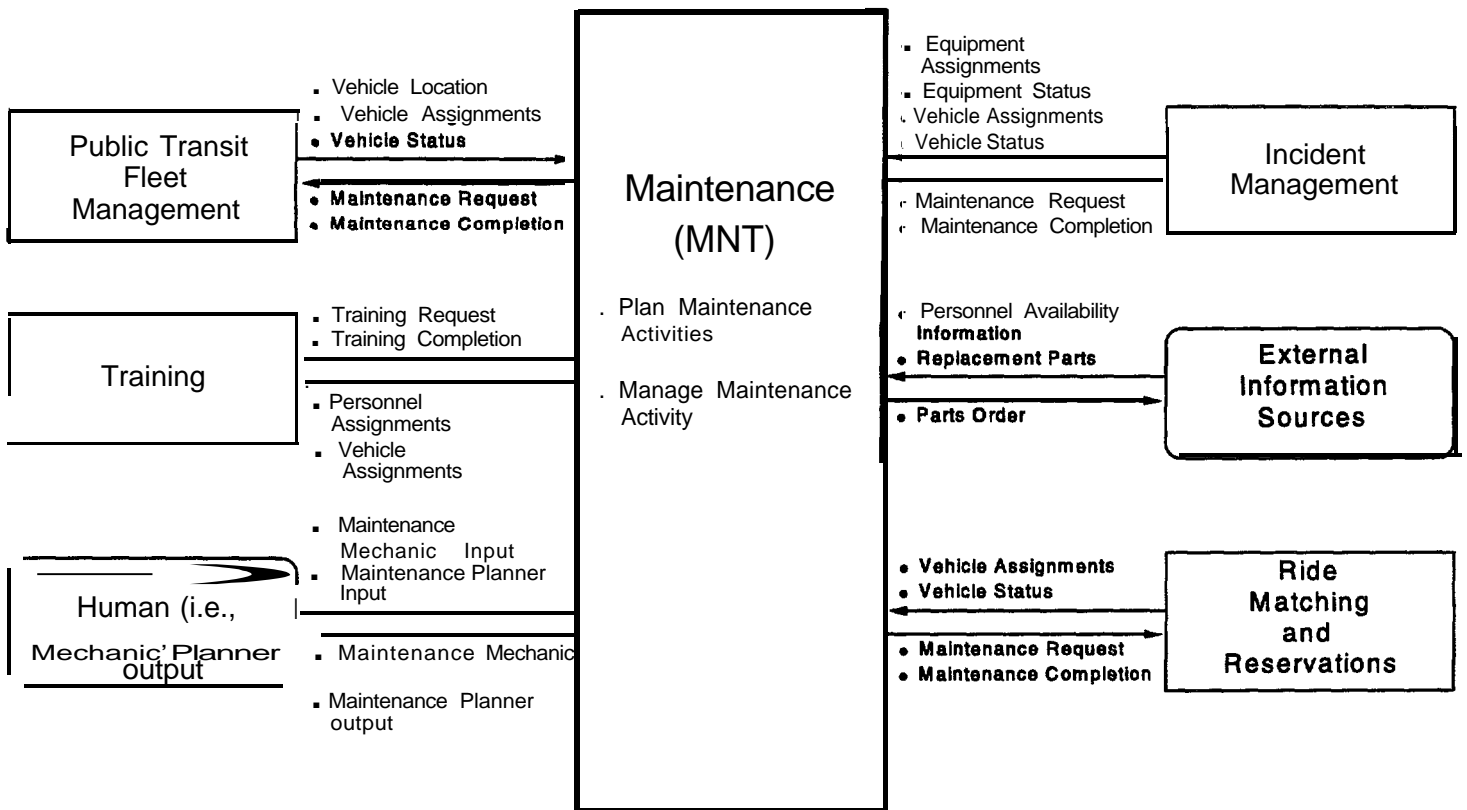 Public Transit
Fleet
Management
Vehicle Location
Vehicle Assignments
Vehicle Status
Maintenance Request
Maintenance Completion
Training
Training Request
Training Completion
Personnel
Assignments
Vehicle
Assignments
Human (i.e.,
Mechanic' Planner
output
Maintenance
Mechanic Input
Maintenance Planner
Input
Maintenance Mechanic
Maintenance Planner
output
Maintenance
(MNT)
. Plan Maintenance
Activities
. Manage Maintenance
Activity
Equipment
Assignments
Equipment Status
Vehicle Assignments
Vehicle Status
Maintenance Request
Maintenance Completion
Incident
Management
Personnel Availability
Information
Replacement Parts
Parts Order
External
Information
Sources
Vehicle Assignments
Vehicle Status
Maintenance Request
Maintenance Completion
Ride
Matching
and
Reservations